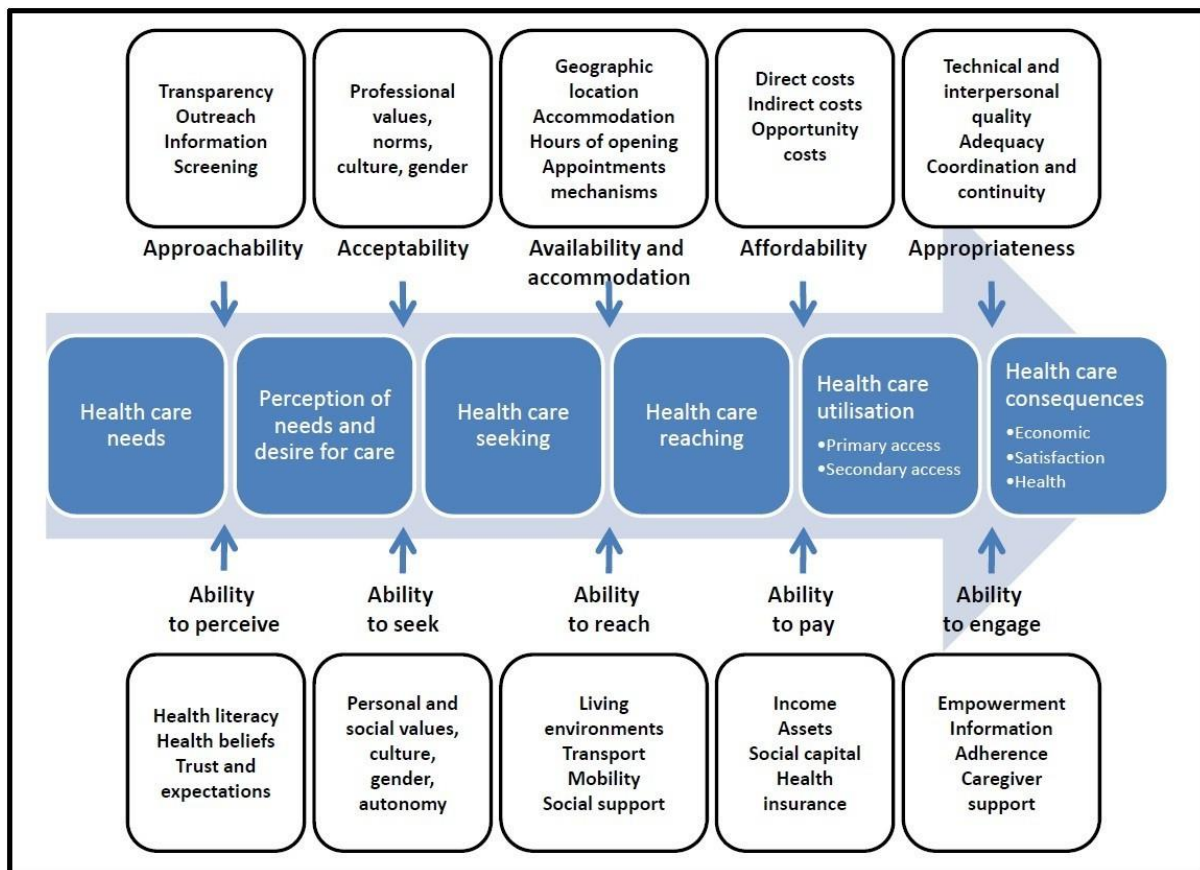 Transparency
Outreach
Information
Screening
Professional
values,
norms,
culture, gender
Geographic
location
Accommodation
Hours of opening
Appointments
mechanisms
Direct costs
Indirect costs
Opportunity
costs
Technical and
interpersonal
quality
Adequacy
Coordination and
continuity
Approachability
Acceptability
Availability and
accommodation
Affordability
Appropriateness
Health care
needs
Perception of
needs and
desire for care
Health care
seeking
Health care
reaching
Health care
utilisation
•Primary access
•Secondary access
Health care
consequences
•Economic
•Satisfaction
•Health
Ability
to perceive
Ability
to seek
Ability
to reach
Ability
to pay
Ability
to engage
Health literacy
Health beliefs
Trust and
expectations
Personal and
social values,
culture,
gender,
autonomy
Living
environments
Transport
Mobility
Social support
Income
Assets
Social capital
Health
insurance
Empowerment
Information
Adherence
Caregiver
support